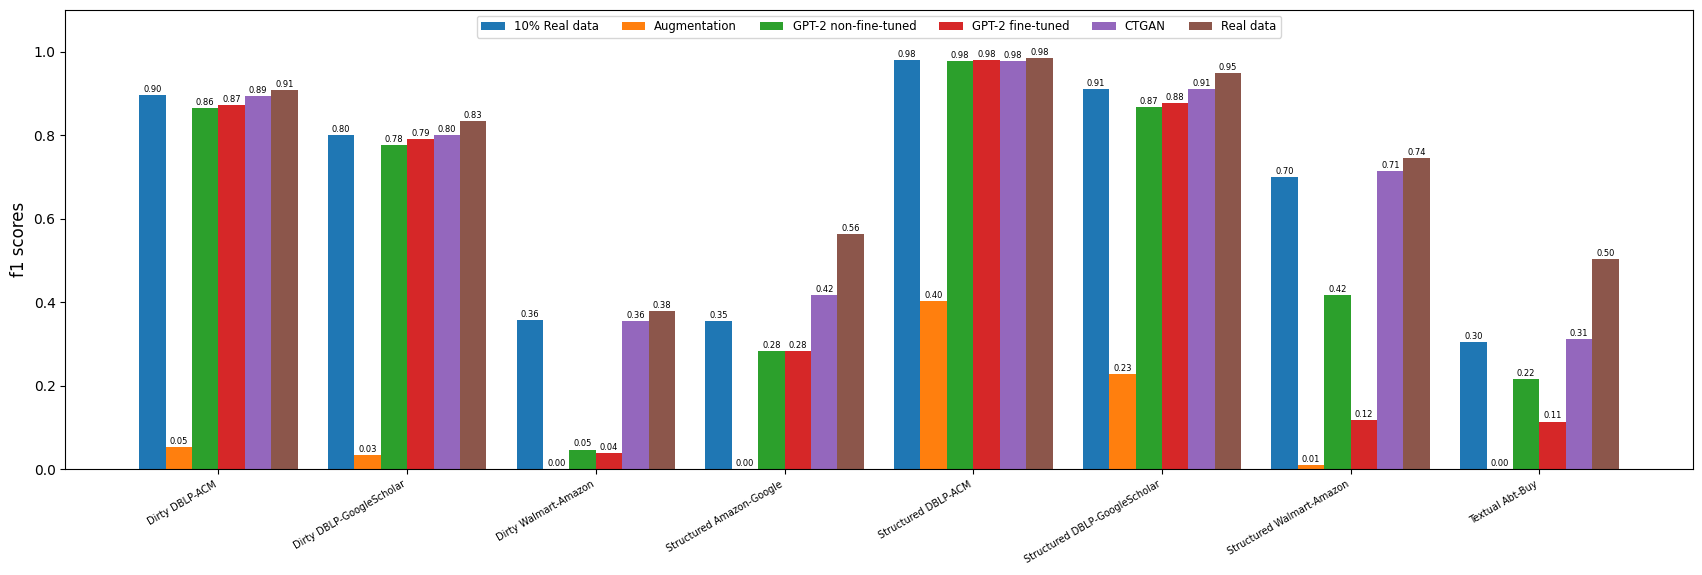 10% Real data Augmentation GPT-2 non-fine-tuned GPT-2 fine-tuned CTGAN Real data
f1 scores
1.0
0.8
0.6
0.4
0.2
0.0
0.90 0.05 0.86 0.87 0.89 0.91
0.80 0.03 0.78 0.79 0.80 0.83
0.36 0.00 0.05 0.04 0.36 0.38
0.35 0.00 0.28 0.28 0.42 0.56
0.98 0.40 0.98 0.98 0.98 0.98
0.91 0.23 0.87 0.88 0.91 0.95
0.70 0.01 0.42 0.12 0.71 0.74
0.30 0.00 0.22 0.11 0.31 0.50
Dirty DBLP-ACM
Dirty DBLP-GoogleScholar
Dirty Walmart-Amazon
Structured Amazon-Google
Structured DBLP-ACM
Structured DBLP-GoogleScholar
Structured Walmart-Amazon
Textual Abt-Buy